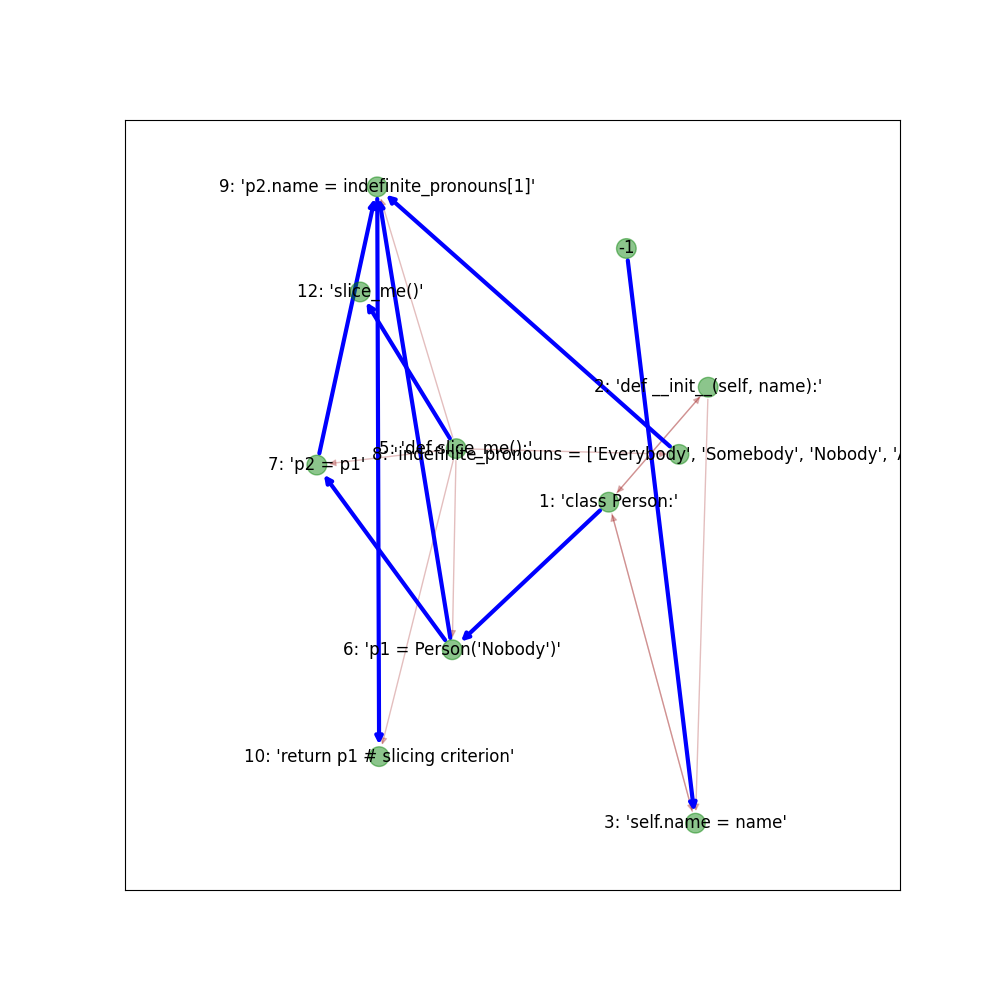 9: 'p2.name = indefinite_pronouns[1]'
-1
12: 'slice_me()'
2: 'def __init__(self, name):'
5: 'def slice_me():'
8: 'indefinite_pronouns = ['Everybody', 'Somebody', 'Nobody', '
7: 'p2 = p1'
1: 'class Person:'
6: 'p1 = Person('Nobody')'
10: 'return p1 # slicing criterion'
3: 'self.name = name'